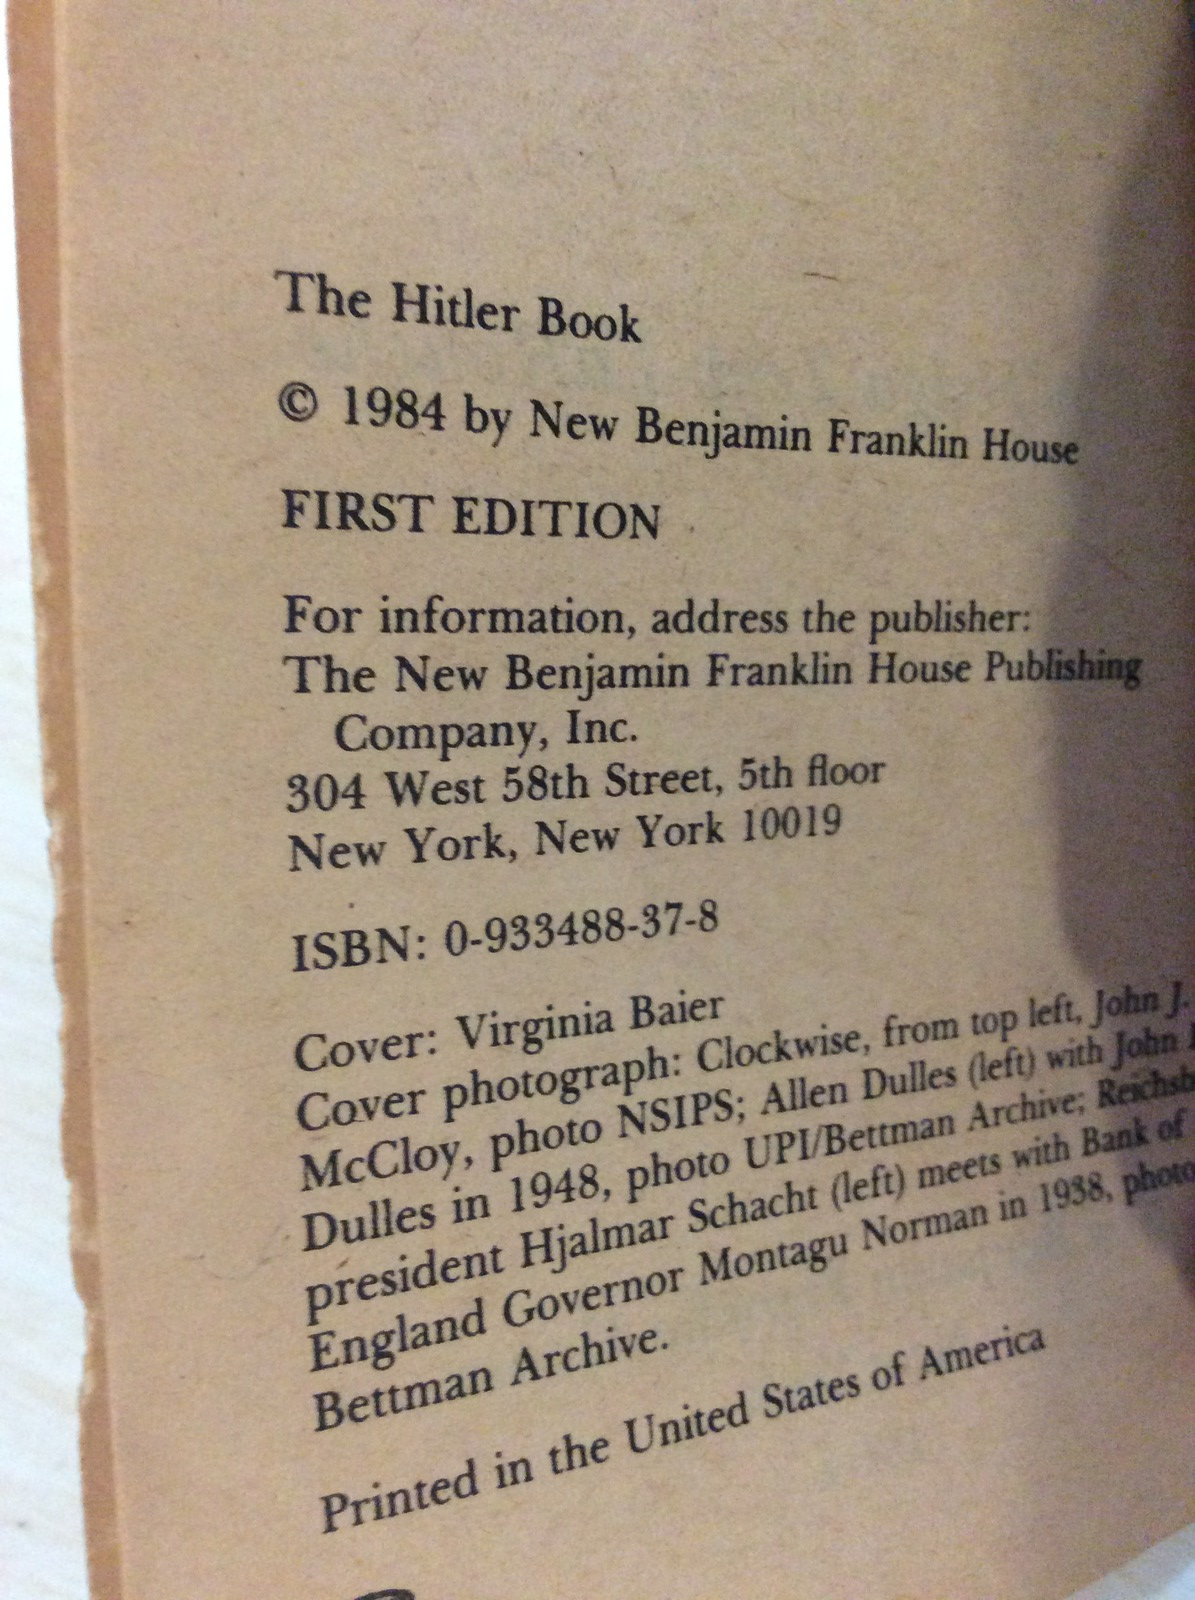 The Hitler Book
© 1984 by New Benjamin Franklin House
FIRST EDITION
For information, address the publisher:
The New Benjamin Franklin House Publishing
Company, Inc.
304 West 58th Street, 5th floor
New York, New York 10019
ISBN: 0-933488-37-8
Cover: Virginia Baier
Cover photograph: Clockwise, from top left, John J.
McCloy, photo NSIPS; Allen Dulles (left) with John
Dulles in 1948, photo UPI/Bettman Archive;
president Hjalmar Schacht (left) meets with Bank of
England Governor Montagu Norman in 1938, photo
Bettman Archive.
Printed in the United States of America